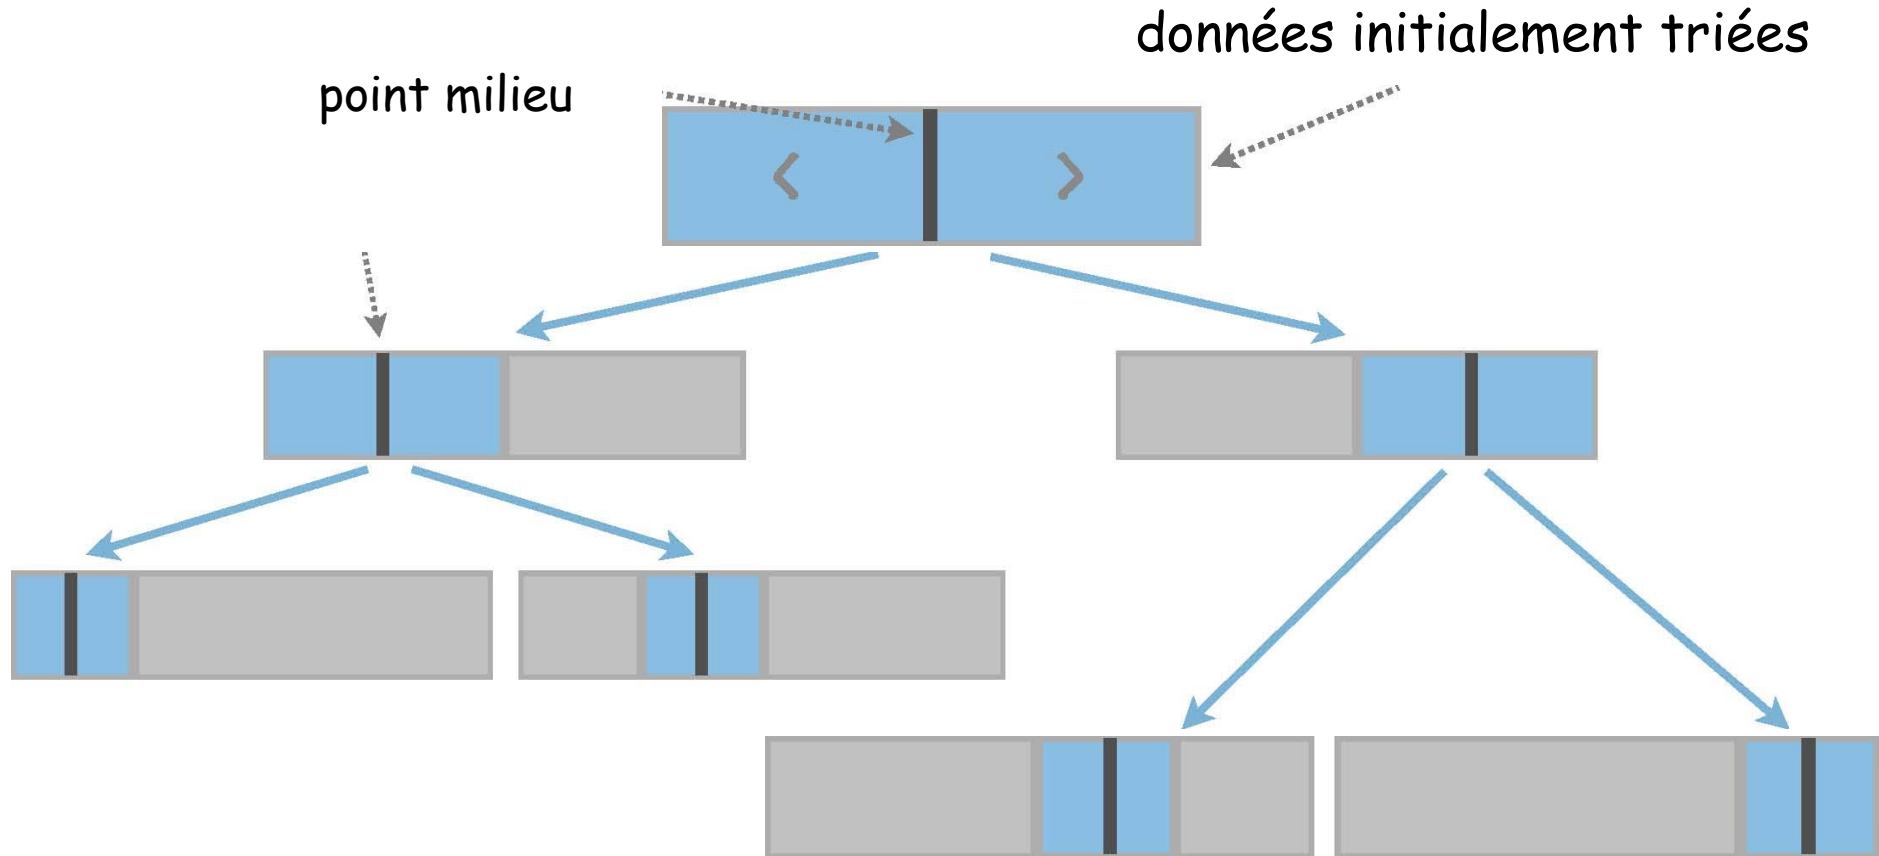 données initialement triées
point milieu
< >